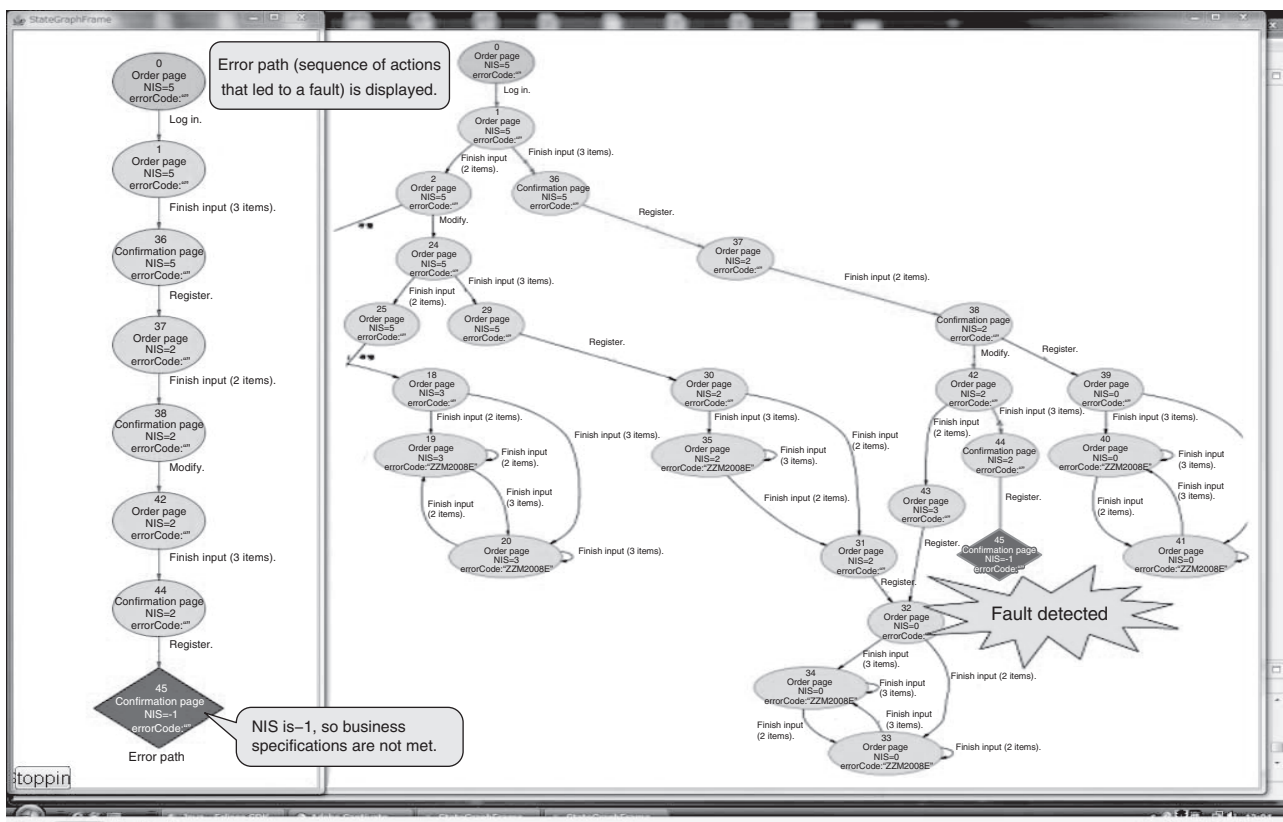 StateGraphFrame
0
Order page
NIS=5
errorCode:“”
Log in.
1
Order page
NIS=5
errorCode:“”
Finish input (3 items).
36
Confirmation page
NIS=5
errorCode:“”
Register.
37
Order page
NIS=2
errorCode:“”
Finish input (2 items).
38
Confirmation page
NIS=2
errorCode:“”
Modify.
42
Order page
NIS=2
errorCode:“”
Finish input (3 items).
44
Confirmation page
NIS=2
errorCode:“”
Register.
45
Confirmation page
NIS=-1
errorCode:“”
Error path
toppin
Error path (sequence of actions
that led to a fault) is displayed.
NIS is–1, so business
specifications are not met.
0
Order page
NIS=5
errorCode:“”
Log in.
1
Order page
NIS=5
errorCode:“”
Finish input
(2 items).
Finish input (3 items).
2
Order page
NIS=5
errorCode:“”
36
Confirmation page
NIS=5
errorCode:“”
Modify.
Register.
24
Order page
NIS=5
errorCode:“”
37
Order page
NIS=2
errorCode:“”
Finish input
(2 items).
Finish input (3 items).
Finish input (2 items).
25
Order page
NIS=5
errorCode:“”
29
Order page
NIS=5
errorCode:“”
38
Confirmation page
NIS=2
errorCode:“”
Register.
Modify.
Register.
18
Order page
NIS=3
errorCode:“”
30
Order page
NIS=2
errorCode:“”
42
Order page
NIS=2
errorCode:“”
39
Order page
NIS=0
errorCode:“”
Finish input (2 items).
Finish input (3 items).
Finish input (3 items).
Finish input
(2 items).
Finish input
(2 items).
Finish input (3 items).
Finish input (3 items).
19
Order page
NIS=3
errorCode:“ZZM2008E”
Finish input
(2 items).
35
Order page
NIS=2
errorCode:“ZZM2008E”
Finish input
(3 items).
44
Confirmation page
NIS=2
errorCode:“”
40
Order page
NIS=0
errorCode:“ZZM2008E”
Finish input
(3 items).
Finish input
(2 items).
Finish input
(3 items).
Finish input (2 items).
43
Order page
NIS=3
errorCode:“”
Register.
Finish input
(2 items).
Finish input
(3 items).
20
Order page
NIS=3
errorCode:“ZZM2008E”
Finish input (3 items).
31
Order page
NIS=2
errorCode:“”
Register.
45
Confirmation page
NIS=-1
errorCode:“”
41
Order page
NIS=0
errorCode:“ZZM2008E”
Register.
32
Order page
NIS=0
errorCode:
Fault detected
Finish input
(3 items).
Finish input (2 items).
34
Order page
NIS=0
errorCode:“ZZM2008E”
Finish input
(3 items).
Finish input
(2 items).
Finish input
(3 items).
33
Order page
NIS=0
errorCode:“ZZM2008E”
Finish input (2 items).